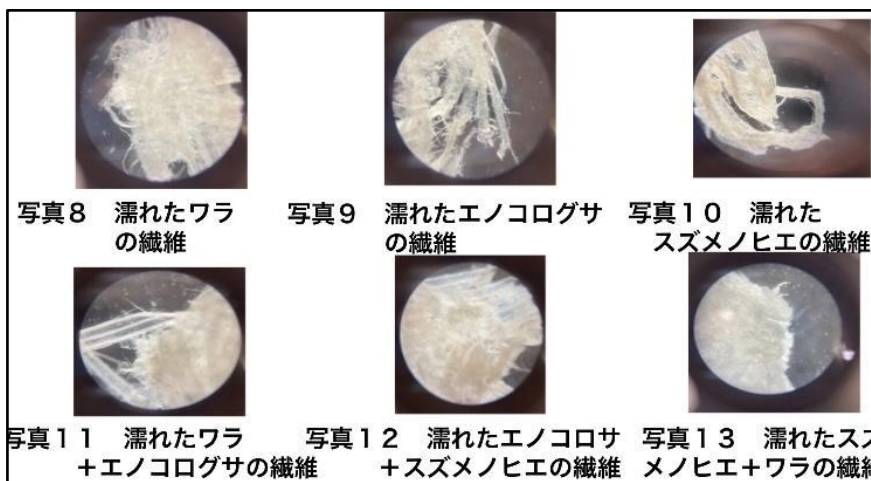 写真８　濡れたワラ
の繊維
写真９　濡れたエノコログサ
の繊維
写真１０　濡れた
スズメノヒエの繊維
写真１１　濡れたワラ
＋エノコログサの繊維
写真１２　濡れたエノコロサ
＋スズメノヒエの繊維
写真１３　濡れたスズ
メノヒエ＋ワラの繊維